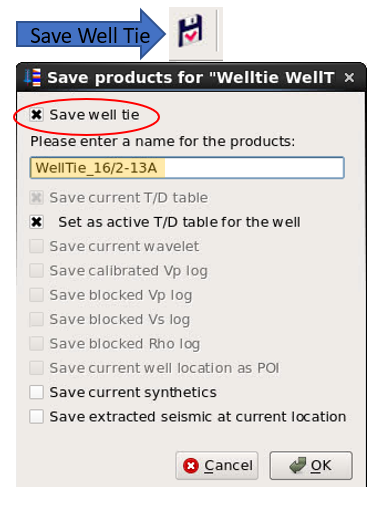 Save Well Tie
Save products for "Welltie WellT
Save well tie
Please enter a name for the products:
WellTie_16/2-13A
Save current T/D table
Set as active T/D table for the well
Save current wavelet
Save calibrated Vp log
Save blocked Vp log
Save blocked Vs log
Save blocked Rho log
Save current well location as POI
Save current synthetics
Save extracted seismic at current location
Cancel
OK